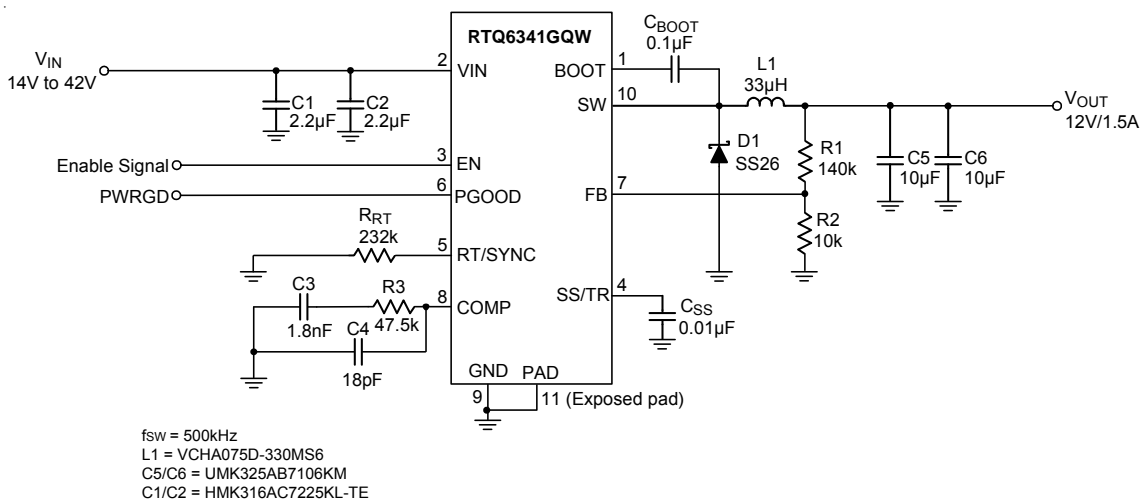 RTQ6341GQW
VIN
14V to 42V
2
VIN
C1
2.2µF
C2
2.2µF
Enable Signal
3
EN
PWRGD
6
PGOOD
RRT
232k
5
RT/SYNC
C3
1.8nF
R3
47.5k
8
COMP
C4
18pF
GND
9
PAD
11 (Exposed pad)
BOOT
1
CBOOT
0.1µF
SW
10
L1
33µH
D1
SS26
R1
140k
FB
7
R2
10k
C5
10µF
C6
10µF
VOUT
12V/1.5A
SS/TR
4
CSS
0.01µF
fSW = 500kHz
L1 = VCHA075D-330MS6
C5/C6 = UMK325AB7106KM
C1/C2 = HMK316AC7225KL-TE